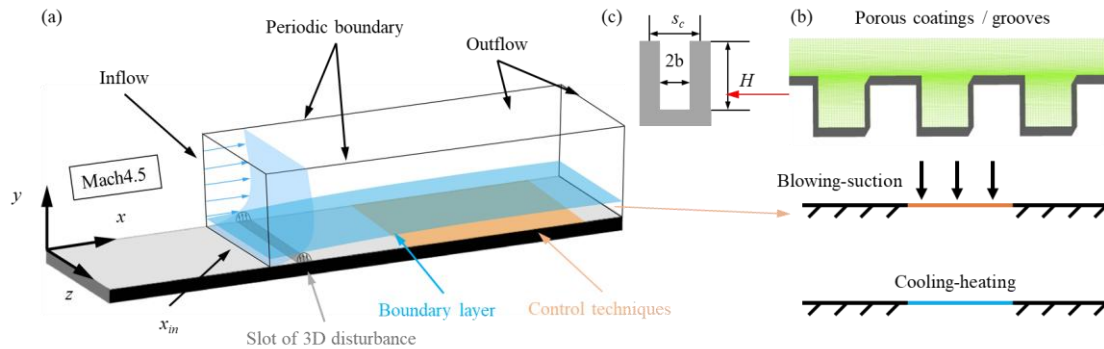 (a)
Periodic boundary
Outflow
Inflow
Mach4.5
y
x
z
x_in
Slot of 3D disturbance
Boundary layer
Control techniques
(c)
s_c
2b
H
(b)
Porous coatings / grooves
Blowing-suction
Cooling-heating